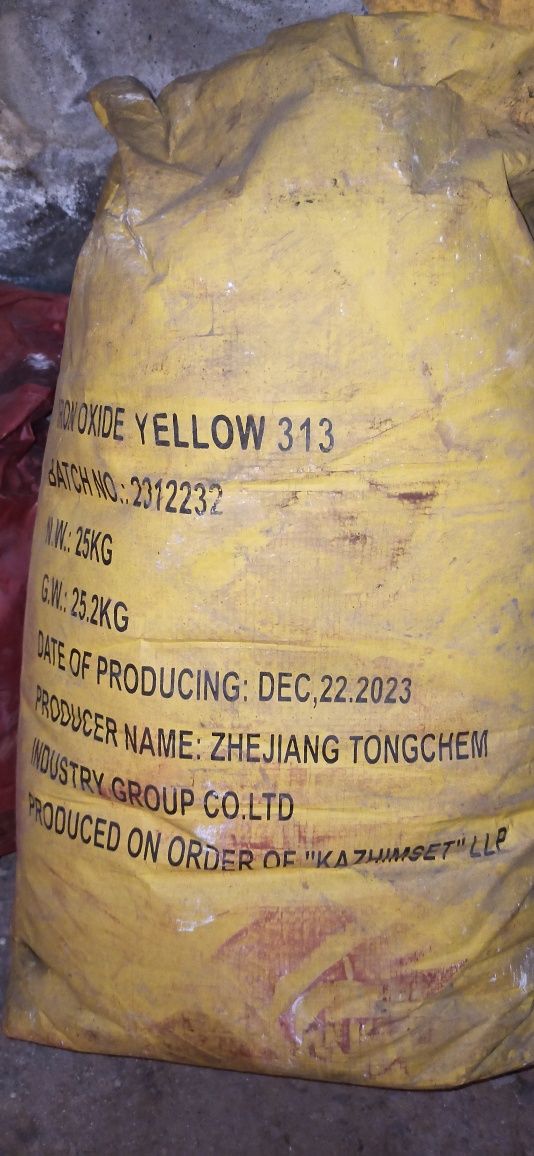 IRON OXIDE YELLOW 313
BATCH NO.:2312232
N.W.: 25KG
G.W.: 25.2KG
DATE OF PRODUCING: DEC,22.2023
PRODUCER NAME: ZHEJIANG TONGCHEM
INDUSTRY GROUP CO.LTD
PRODUCED ON ORDER OF "KAZHIMSET" LLP